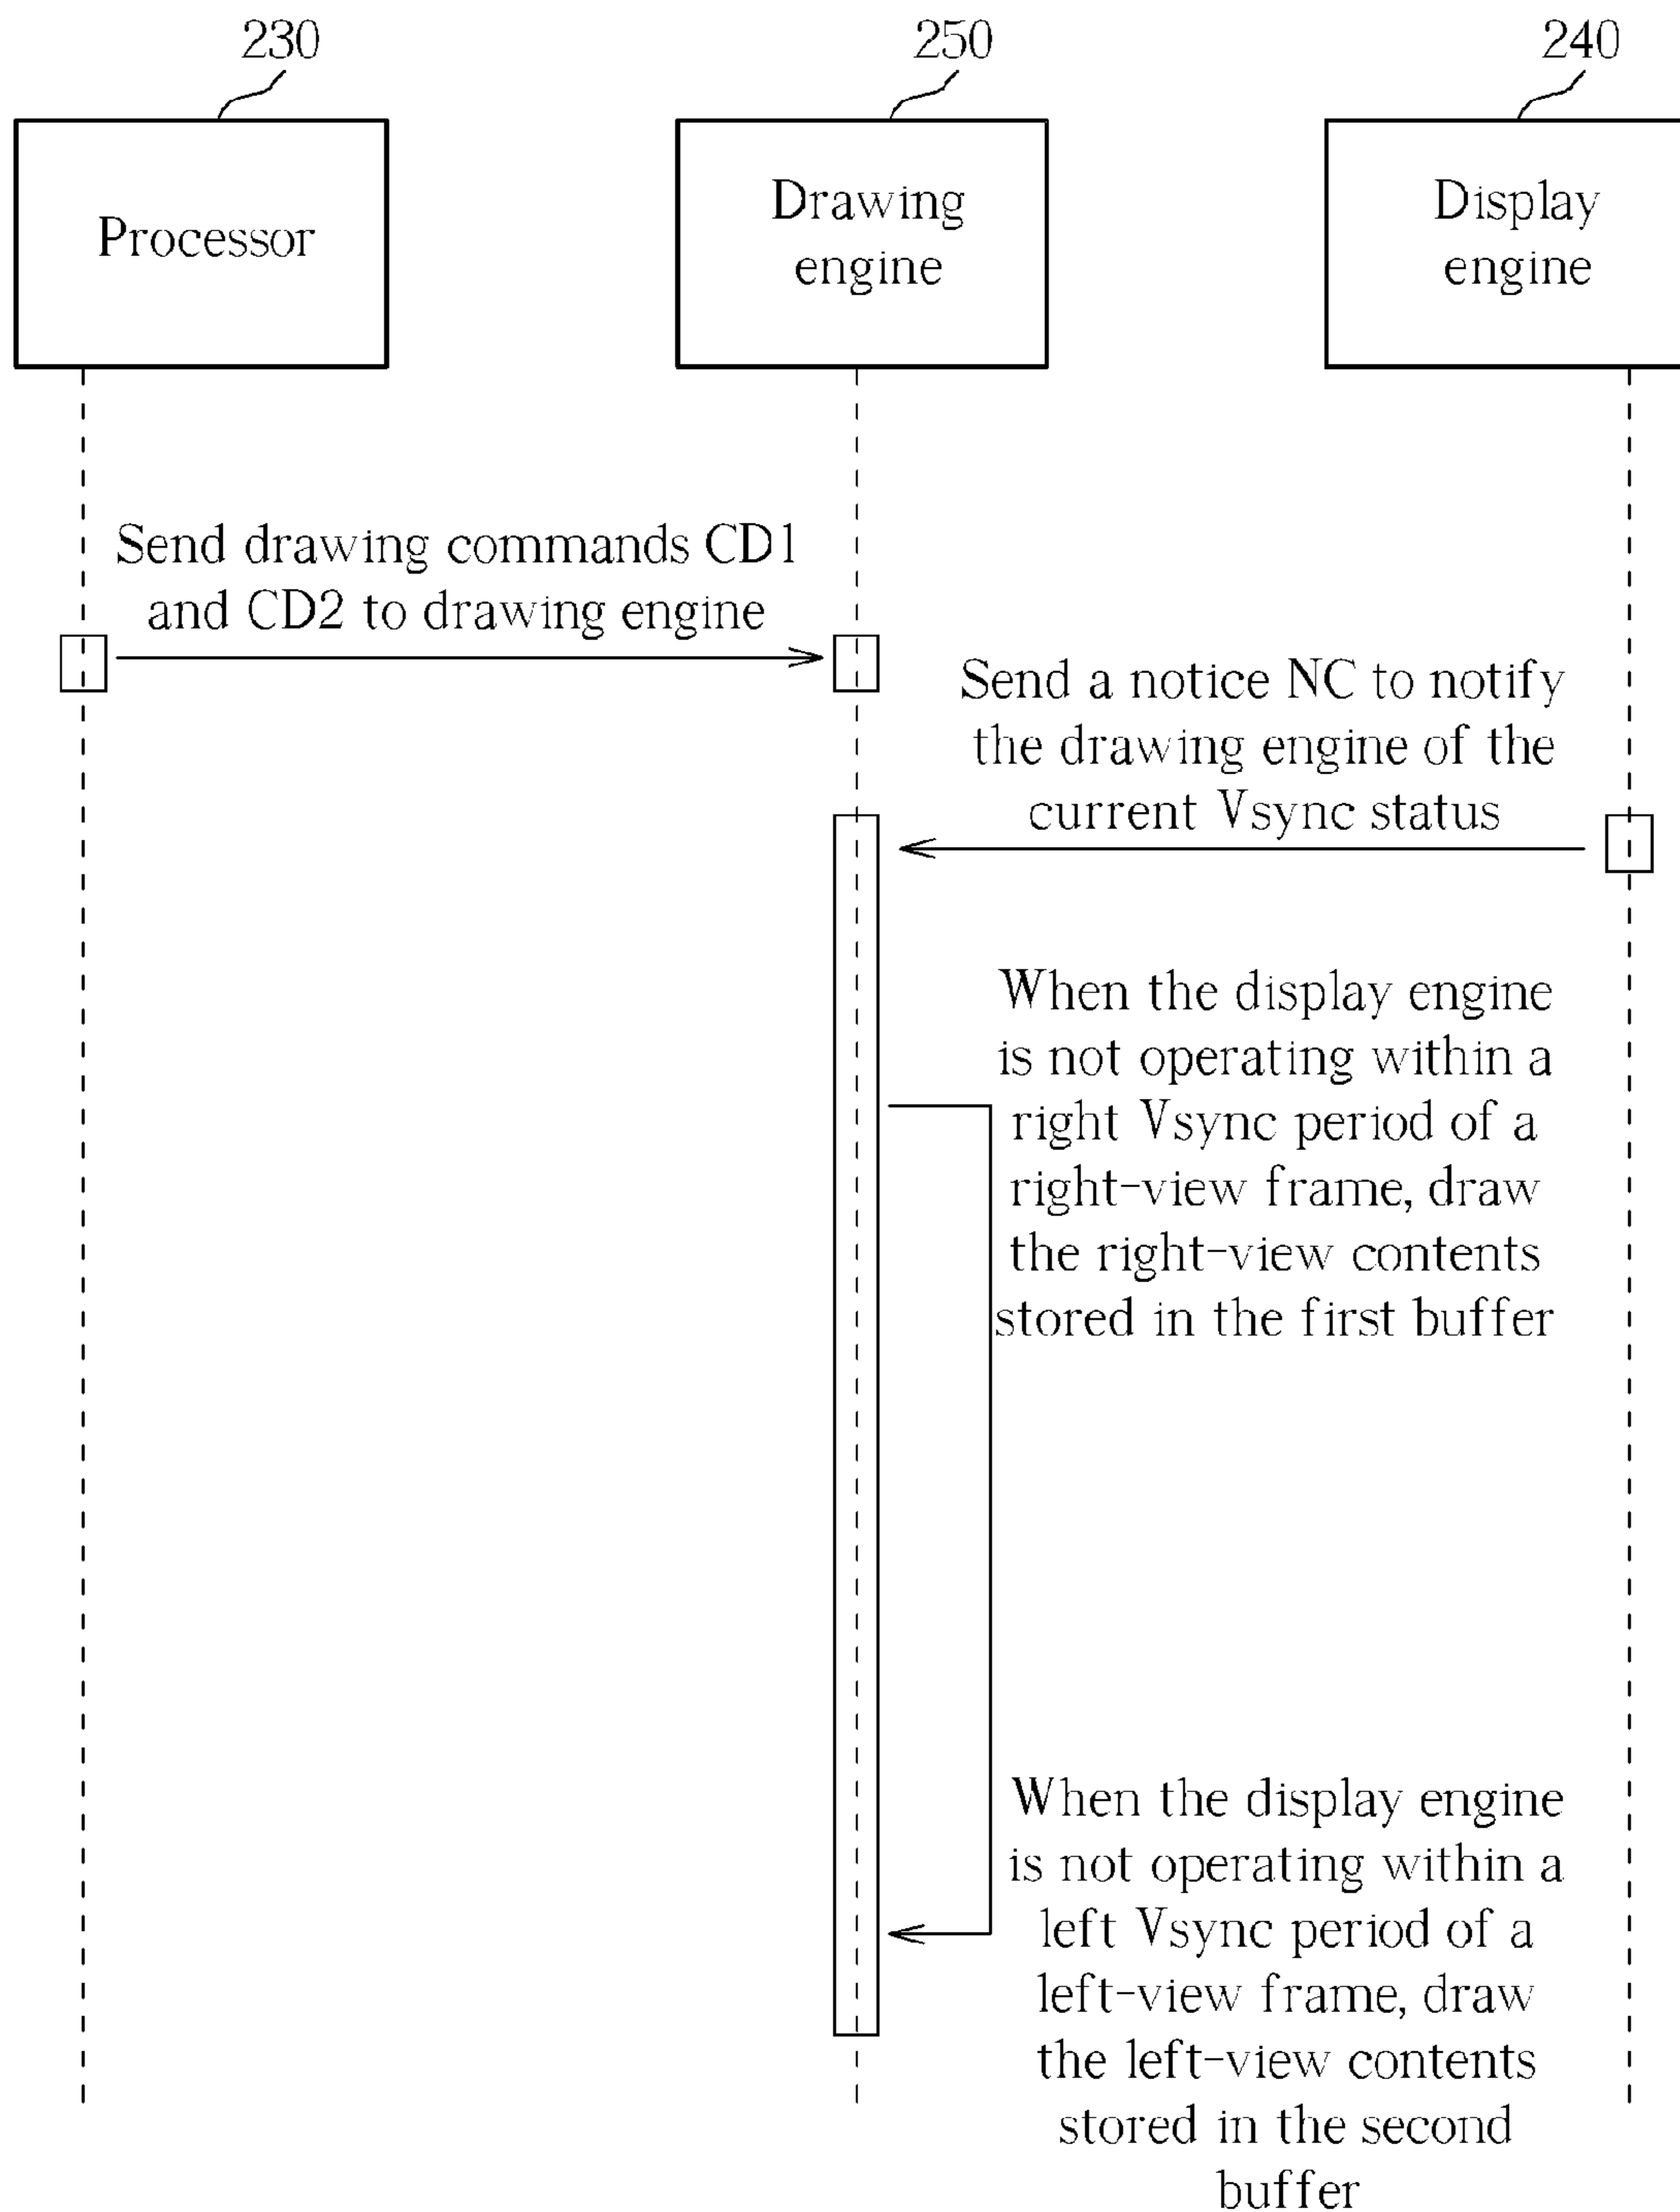 230
250
240
Processor
Drawing
engine
Display
engine
Send drawing commands CD1
and CD2 to drawing engine
Send a notice NC to notify
the drawing engine of the
current Vsync status
When the display engine
is not operating within a
right Vsync period of a
right-view frame, draw
the right-view contents
stored in the first buffer
When the display engine
is not operating within a
left Vsync period of a
left-view frame, draw
the left-view contents
stored in the second
buffer